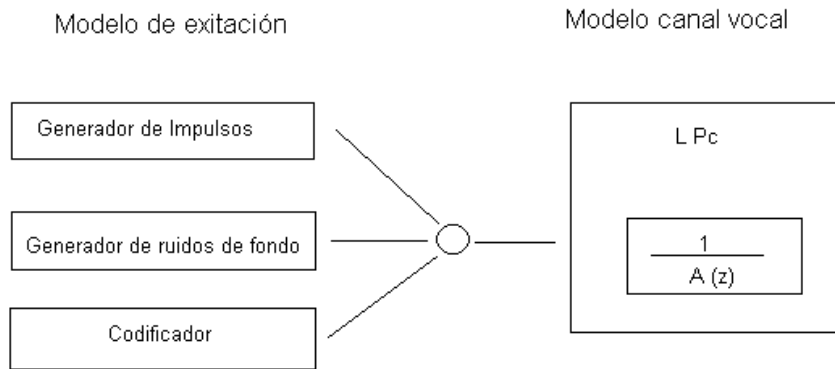 Modelo de exitación
Modelo canal vocal
Generador de Impulsos
L Pc
Generador de ruidos de fondo
1
A (z)
Codificador